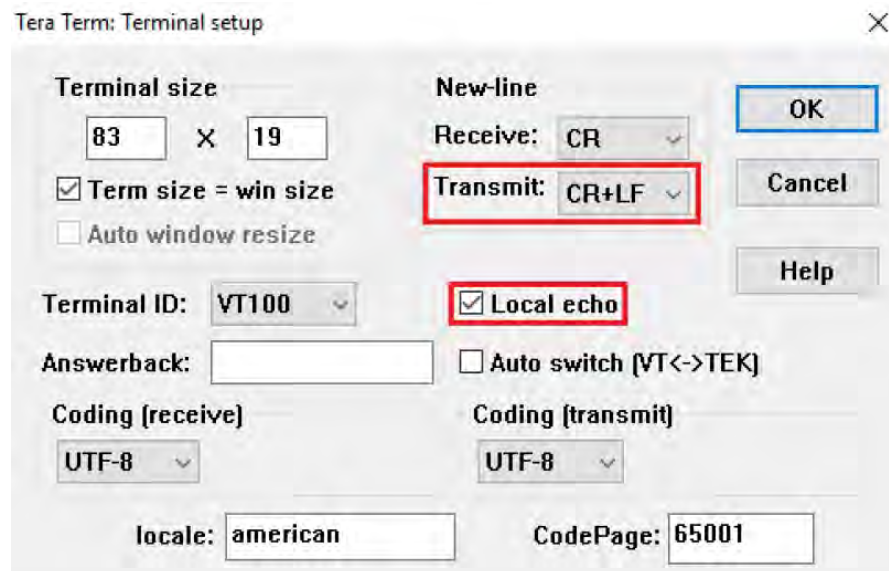 Tera Term: Terminal setup
Terminal size
83 X 19
Term size = win size
Auto window resize
New-line
Receive: CR
Transmit: CR+LF
OK
Cancel
Help
Terminal ID: VT100
Local echo
Answerback:
Auto switch (VT<->TEK)
Coding (receive)
UTF-8
Coding (transmit)
UTF-8
locale: american
CodePage: 65001